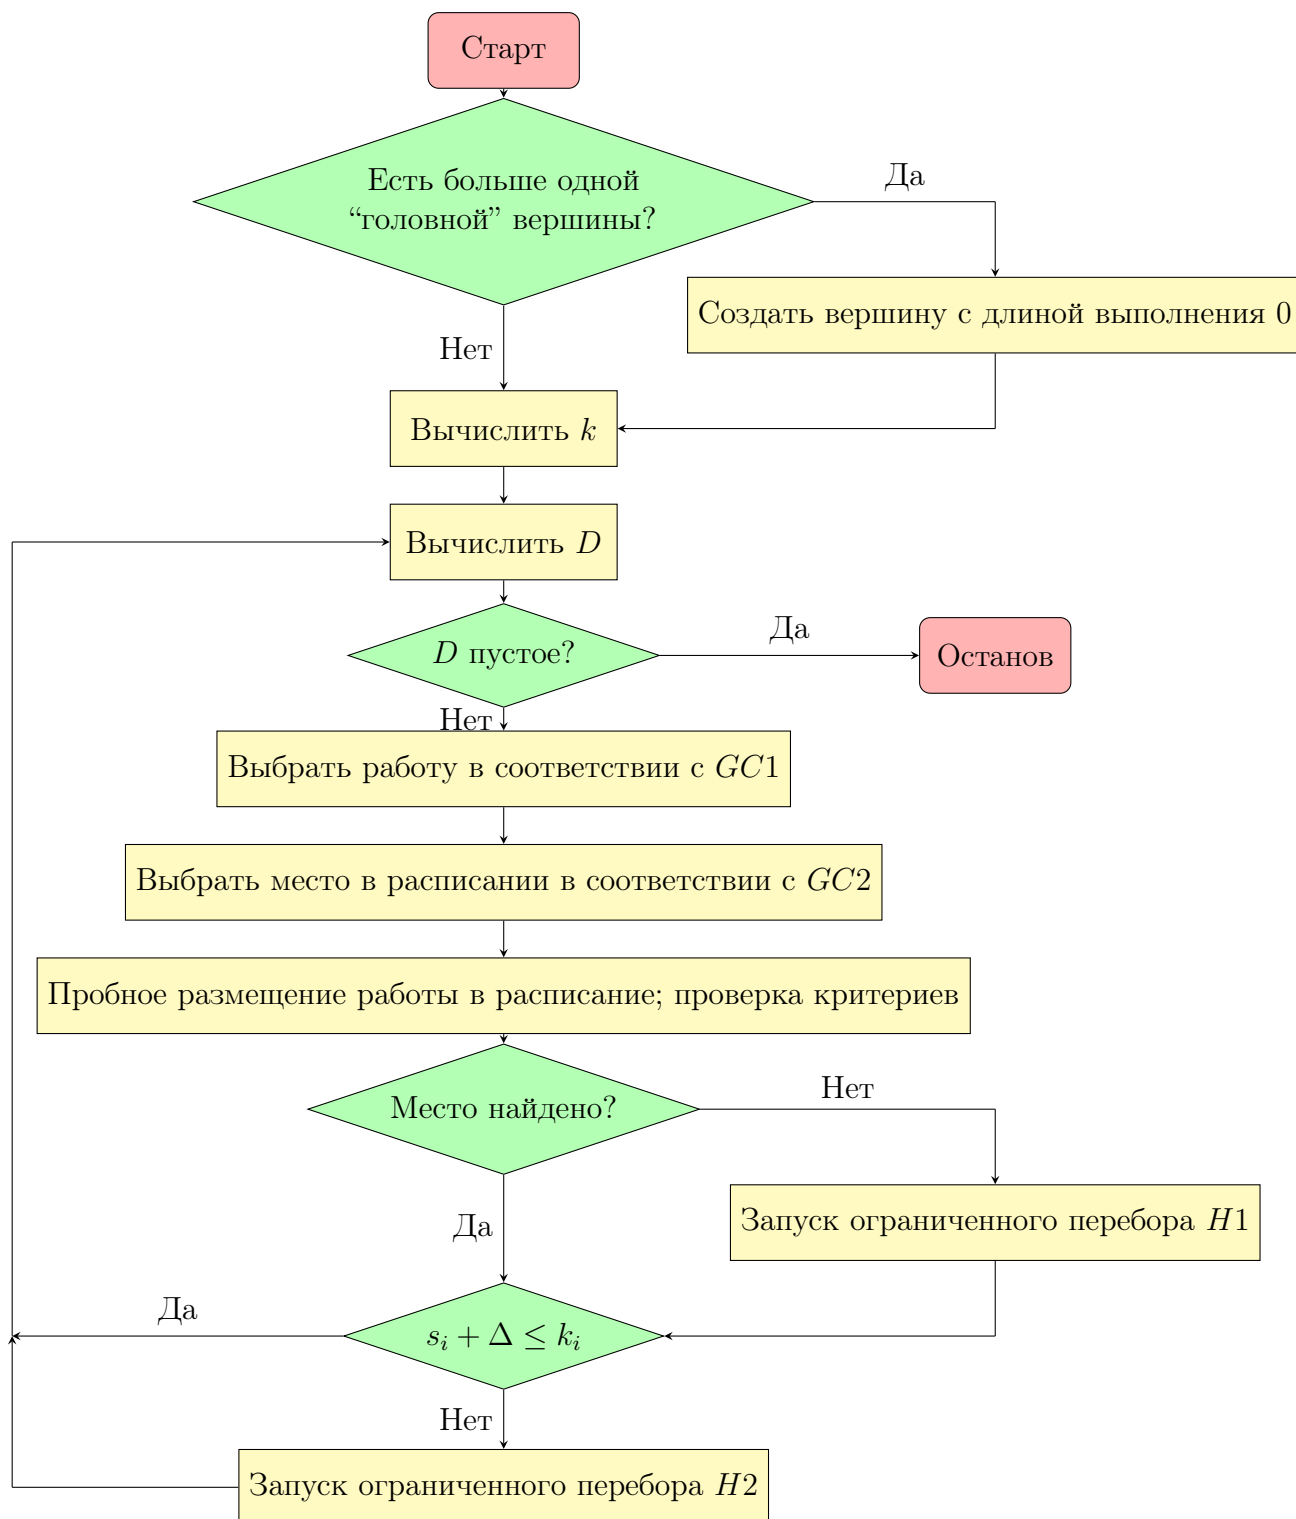 Старт
Есть больше одной
“головной” вершины?
Да
Создать вершину с длиной выполнения 0
Нет
Вычислить k
Вычислить D
D пустое?
Да
Останов
Нет
Выбрать работу в соответствии с GC1
Выбрать место в расписании в соответствии с GC2
Пробное размещение работы в расписание; проверка критериев
Место найдено?
Нет
Запуск ограниченного перебора H1
Да
s_i + Δ ≤ k_i
Да
Нет
Запуск ограниченного перебора H2